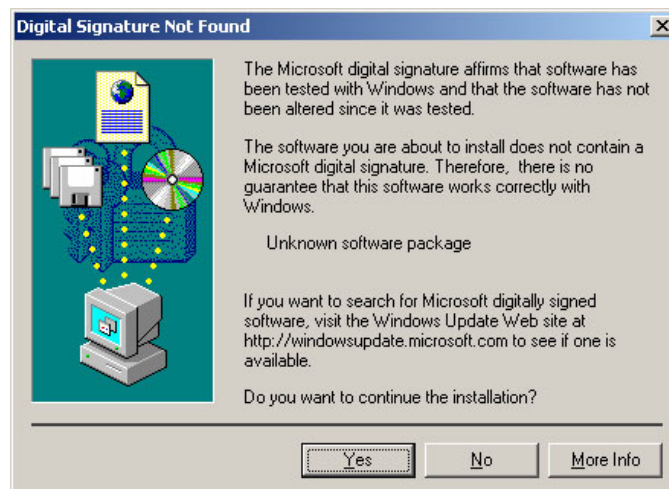 Digital Signature Not Found
The Microsoft digital signature affirms that software has
been tested with Windows and that the software has not
been altered since it was tested.
The software you are about to install does not contain a
Microsoft digital signature. Therefore,  there is no
guarantee that this software works correctly with
Windows.
Unknown software package
If you want to search for Microsoft digitally signed
software, visit the Windows Update Web site at
http://windowsupdate.microsoft.com to see if one is
available.
Do you want to continue the installation?
Yes
No
More Info